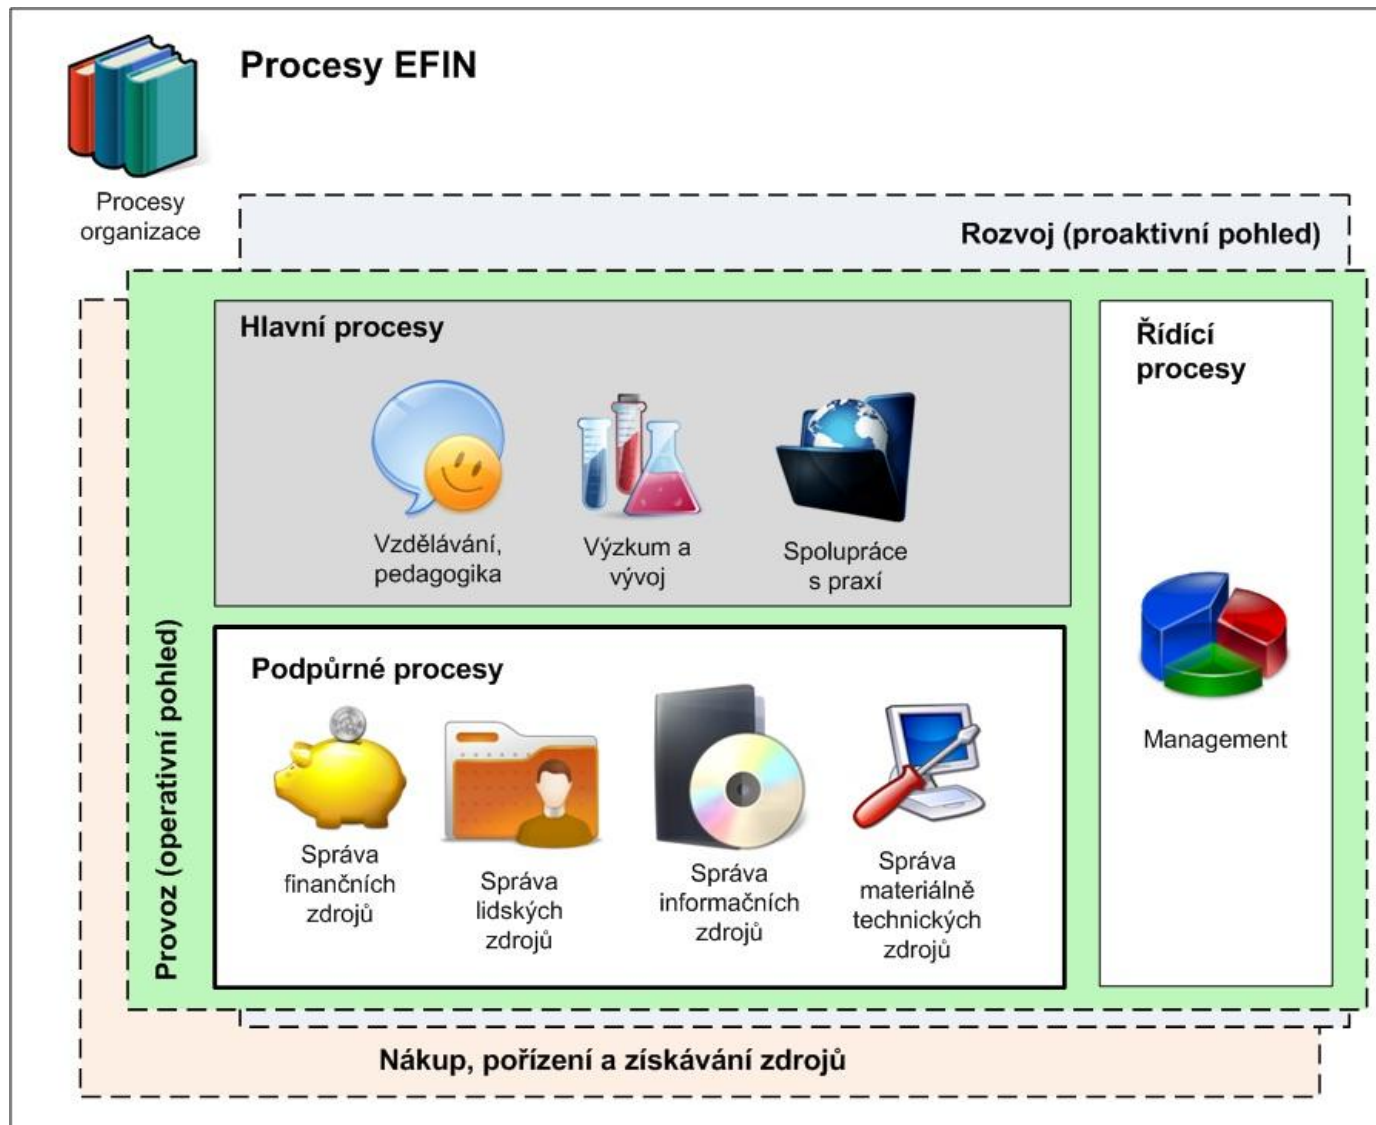 Procesy EFIN
Procesy
organizace
Rozvoj (proaktivní pohled)
Hlavní procesy
Vzdělávání,
pedagogika
Výzkum a
vývoj
Spolupráce
s praxí
Řídící
procesy
Management
Podpůrné procesy
Správa
finančních
zdrojů
Správa
lidských
zdrojů
Správa
informačních
zdrojů
Správa
materiálně
technických
zdrojů
Provoz (operativní pohled)
Nákup, pořízení a získávání zdrojů